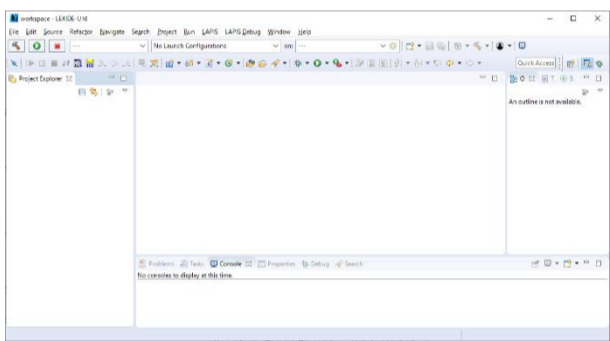 workspace - LEXIDE-U16
File Edit Source Refactor Navigate Search Project Run LAPIS LAPIS Debug Window Help
--- No Launch Configurations on: ---
Quick Access
Project Explorer
An outline is not available.
Problems Tasks Console Properties Debug Search
No consoles to display at this time.